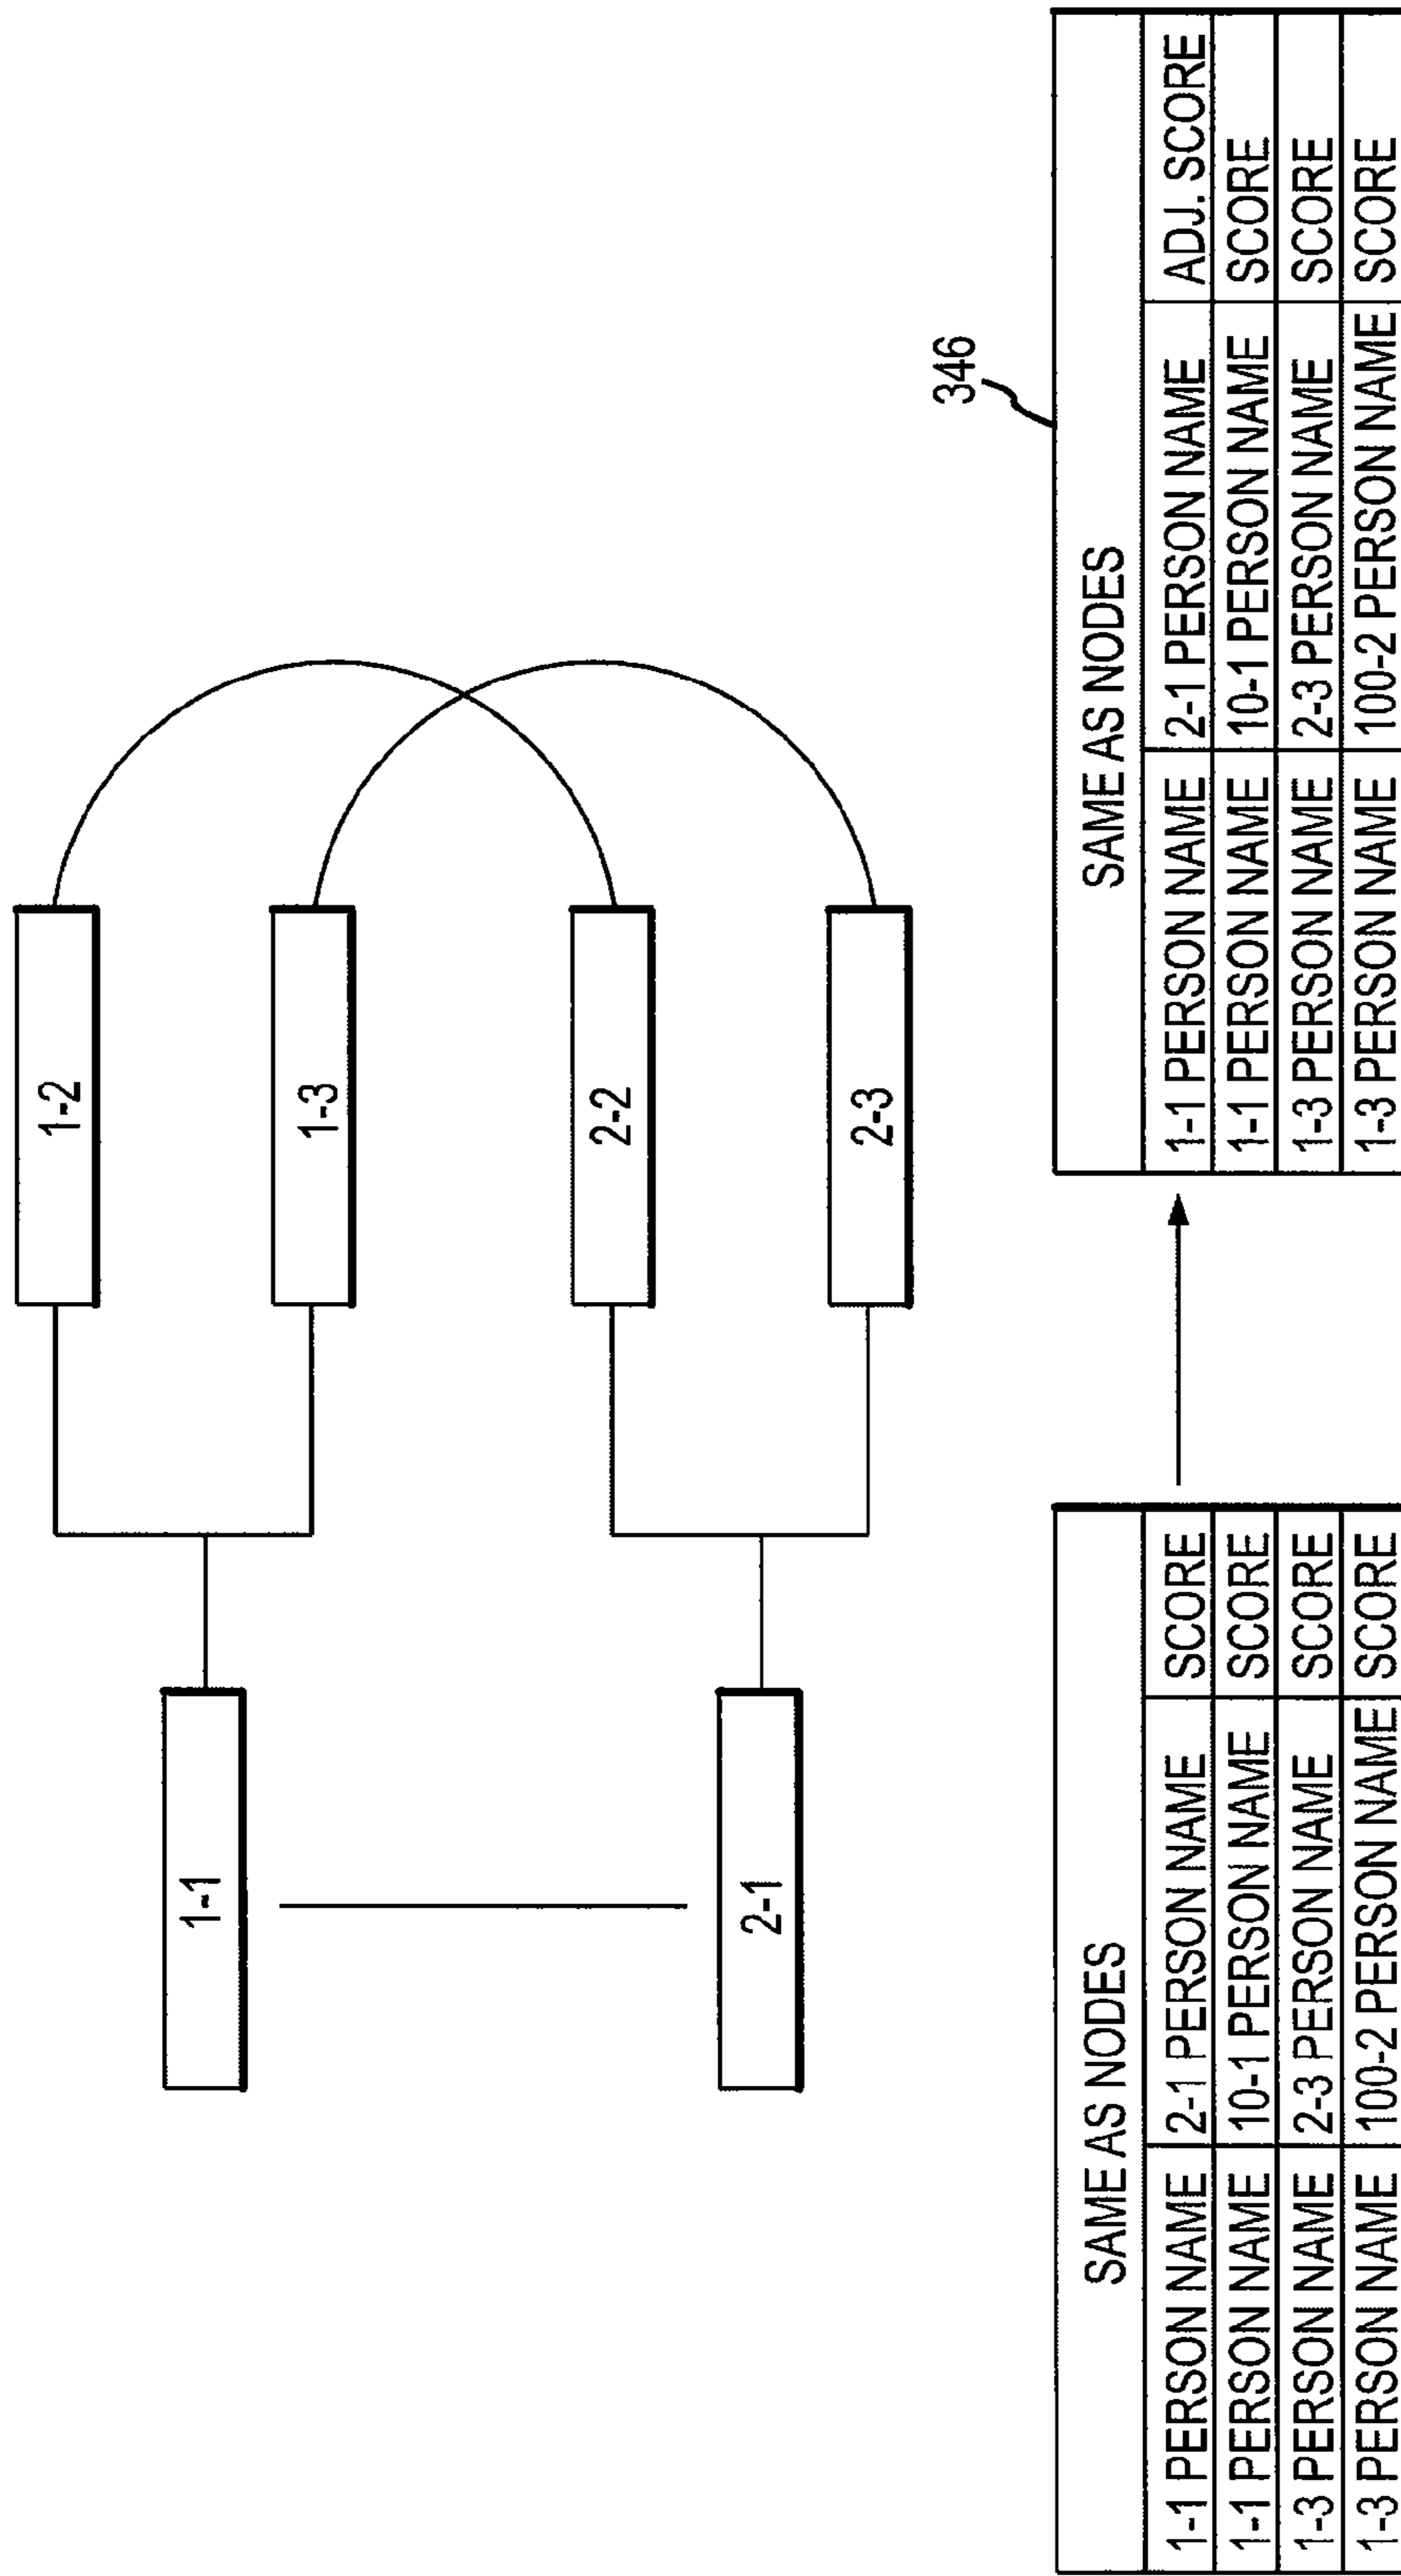 1-2
1-1
1-3
2-2
2-1
2-3
346
SAME AS NODES
1-1 PERSON NAME 2-1 PERSON NAME SCORE
1-1 PERSON NAME 10-1 PERSON NAME SCORE
1-3 PERSON NAME 2-3 PERSON NAME SCORE
1-3 PERSON NAME 100-2 PERSON NAME SCORE
SAME AS NODES
1-1 PERSON NAME 2-1 PERSON NAME ADJ. SCORE
1-1 PERSON NAME 10-1 PERSON NAME SCORE
1-3 PERSON NAME 2-3 PERSON NAME SCORE
1-3 PERSON NAME 100-2 PERSON NAME SCORE